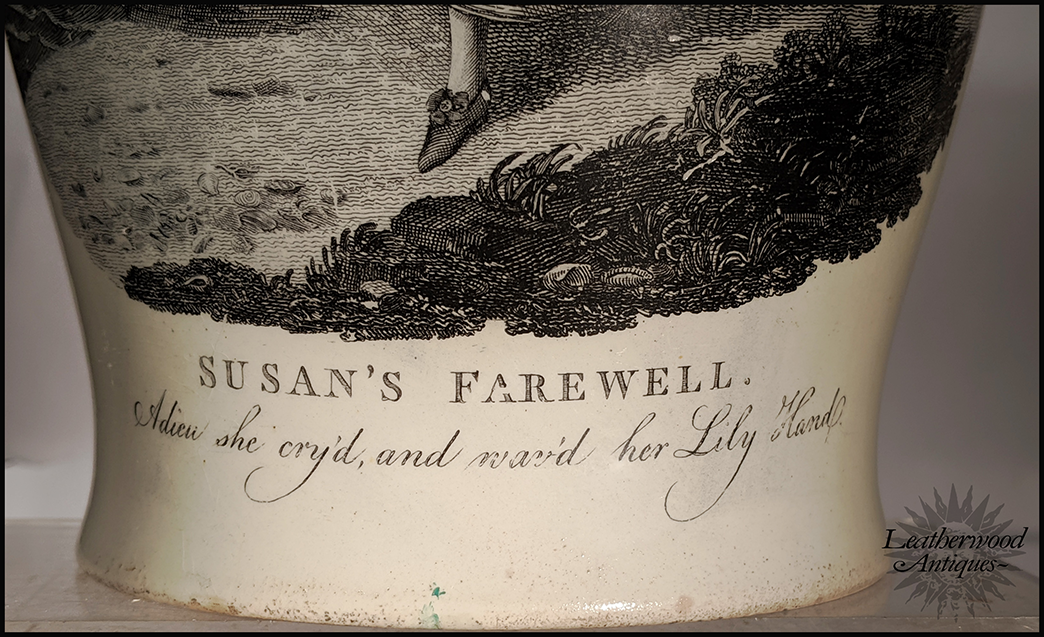 SUSAN'S FAREWELL.
Adieu she cry'd, and wav'd her Lily Hand.
Leatherwood
Antiques~